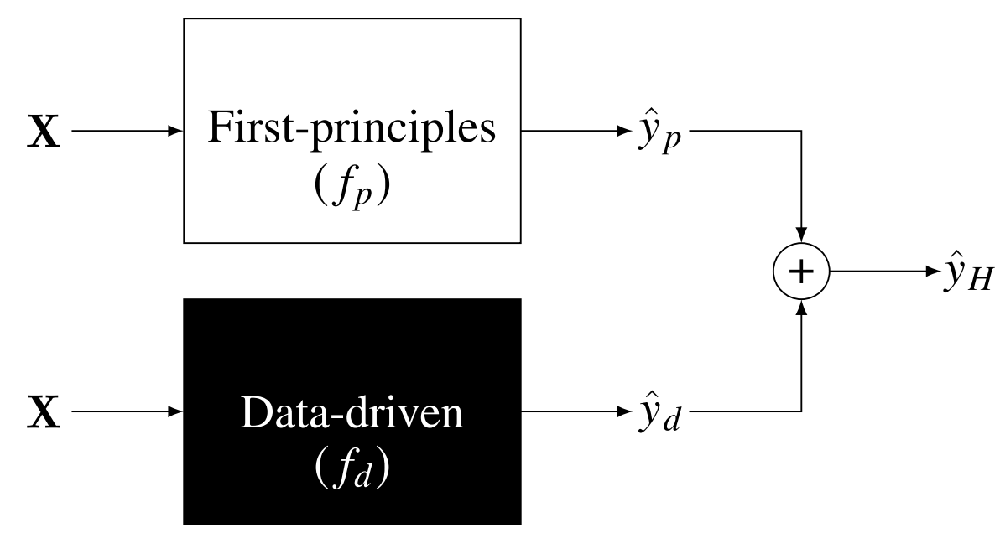 X
First-principles
(f_p)
ŷ_p
+
ŷ_H
X
Data-driven
(f_d)
ŷ_d